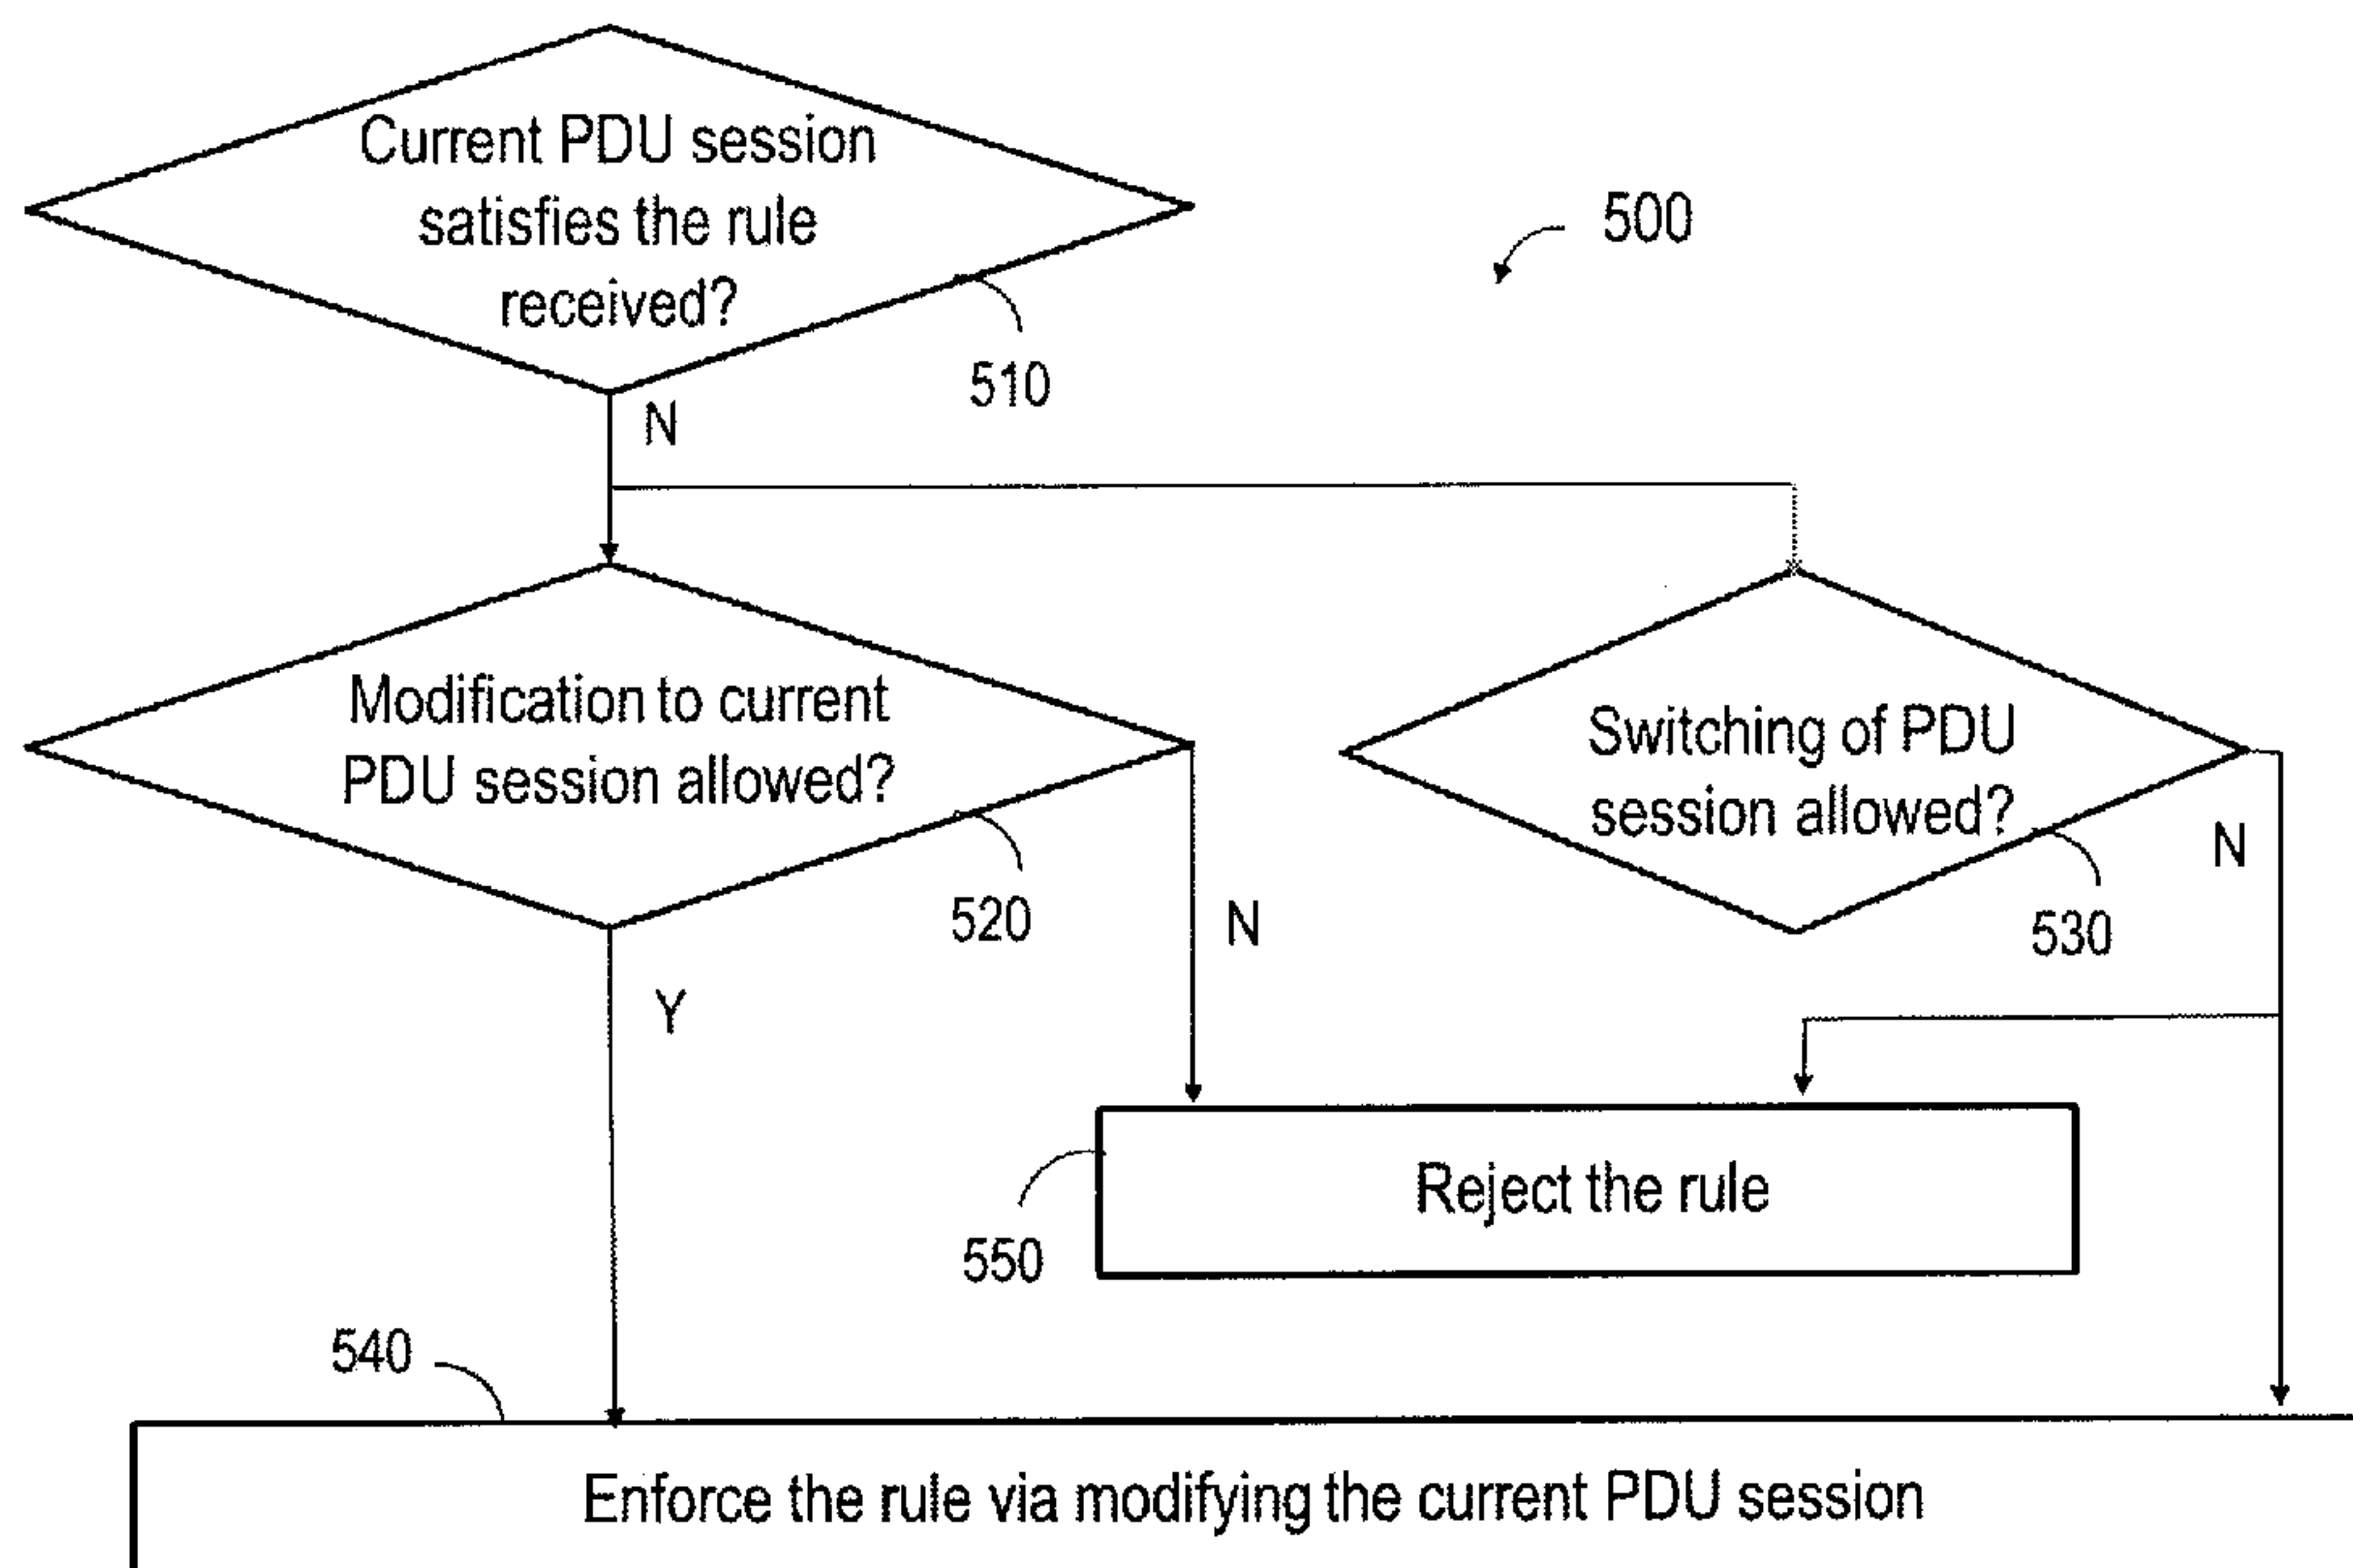 Current PDU session
satisfies the rule
received?
500
510
N
Modification to current
PDU session allowed?
Switching of PDU
session allowed?
N
520
N
530
Y
Reject the rule
550
540
Enforce the rule via modifying the current PDU session